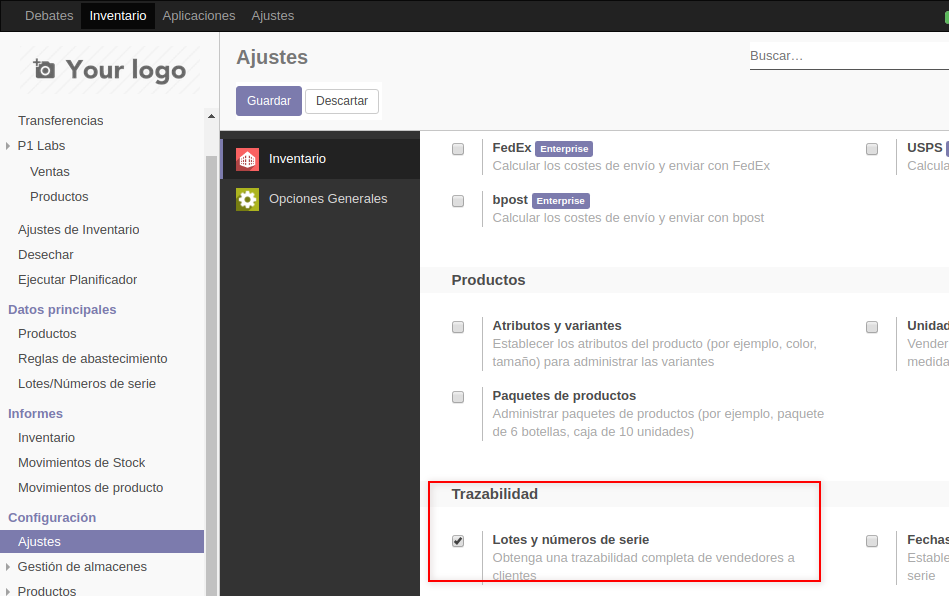 Debates Inventario Aplicaciones Ajustes
Your logo
Transferencias
P1 Labs
Ventas
Productos
Ajustes de Inventario
Desechar
Ejecutar Planificador
Datos principales
Productos
Reglas de abastecimiento
Lotes/Números de serie
Informes
Inventario
Movimientos de Stock
Movimientos de producto
Configuración
Ajustes
Gestión de almacenes
Productos
Ajustes
Buscar...
Guardar Descartar
Inventario
Opciones Generales
FedEx Enterprise
Calcular los costes de envío y enviar con FedEx
USPS
Calcula
bpost Enterprise
Calcular los costes de envío y enviar con bpost
Productos
Atributos y variantes
Establecer los atributos del producto (por ejemplo, color,
tamaño) para administrar las variantes
Unidad
Vender
medida
Paquetes de productos
Administrar paquetes de productos (por ejemplo, paquete
de 6 botellas, caja de 10 unidades)
Trazabilidad
Lotes y números de serie
Obtenga una trazabilidad completa de vendedores a
clientes
Fechas
Estable
serie